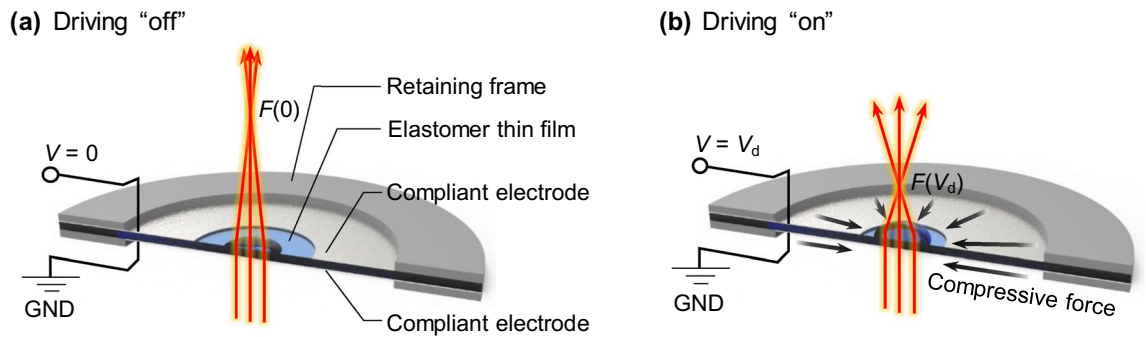 (a) Driving “off”
F(0)
Retaining frame
Elastomer thin film
V = 0
Compliant electrode
GND
Compliant electrode
(b) Driving “on”
V = Vd
F(Vd)
Compressive force
GND